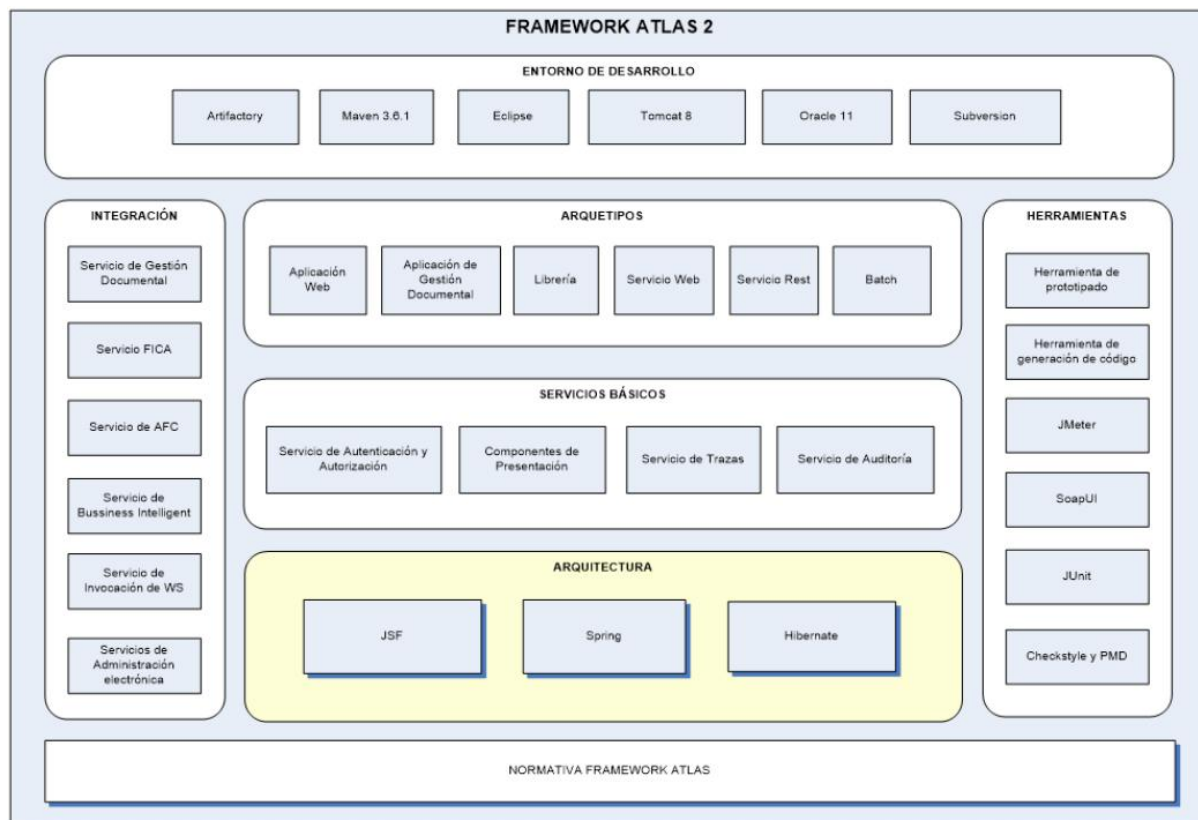 FRAMEWORK ATLAS 2
ENTORNO DE DESARROLLO
Artifactory
Maven 3.6.1
Eclipse
Tomcat 8
Oracle 11
Subversion
INTEGRACIÓN
Servicio de Gestión
Documental
Servicio FICA
Servicio de AFC
Servicio de
Bussiness Intelligent
Servicio de
Invocación de WS
Servicios de
Administración
electrónica
ARQUETIPOS
Aplicación
Web
Aplicación de
Gestión
Documental
Librería
Servicio Web
Servicio Rest
Batch
SERVICIOS BÁSICOS
Servicio de Autenticación y
Autorización
Componentes de
Presentación
Servicio de Trazas
Servicio de Auditoría
ARQUITECTURA
JSF
Spring
Hibernate
HERRAMIENTAS
Herramienta de
prototipado
Herramienta de
generación de código
JMeter
SoapUI
JUnit
Checkstyle y PMD
NORMATIVA FRAMEWORK ATLAS